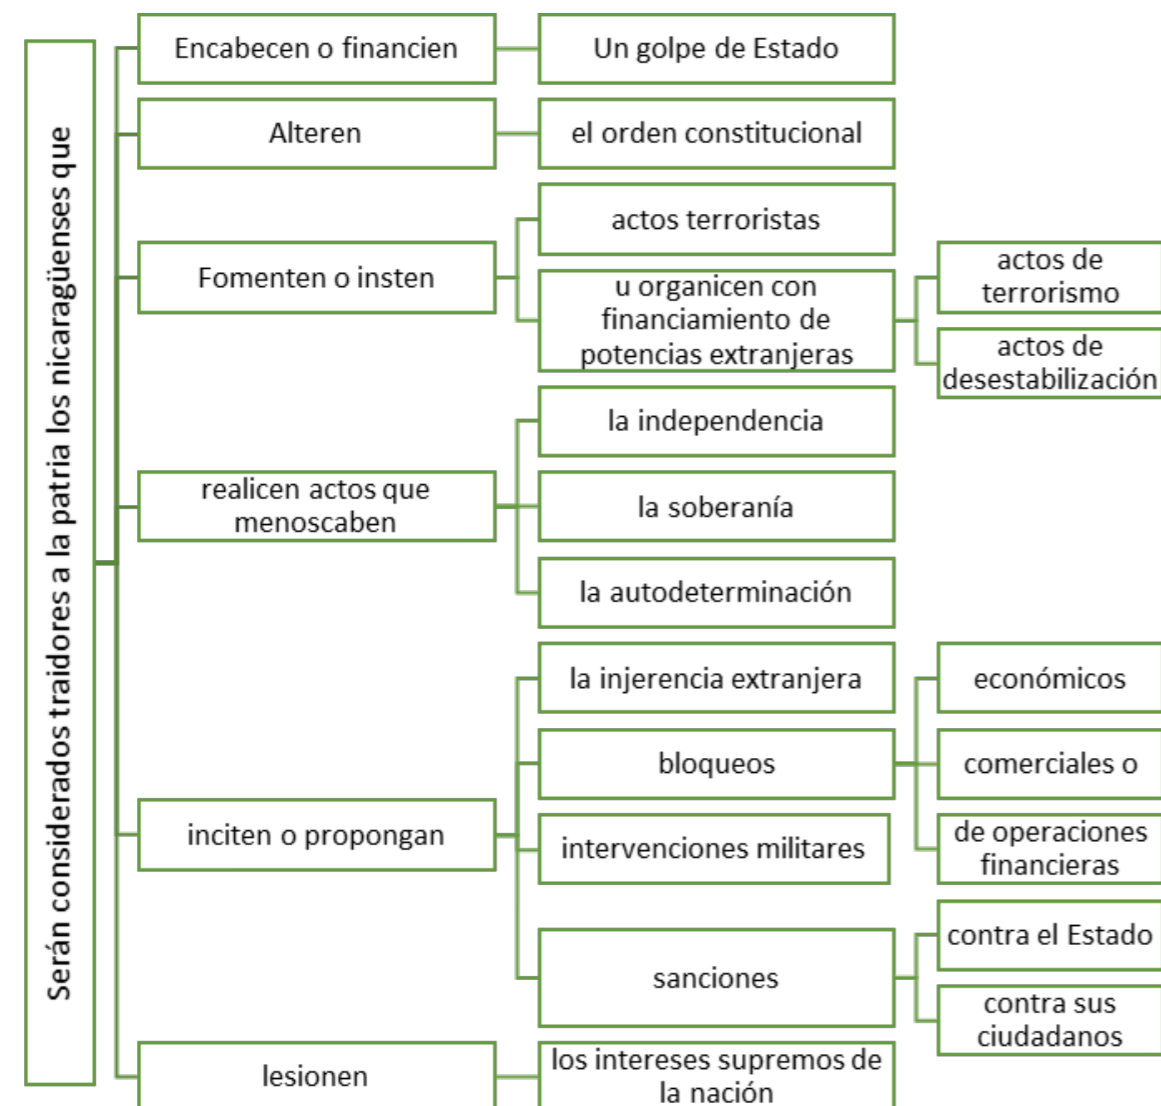 Serán considerados traidores a la patria los nicaragüenses que
Encabecen o financien
Un golpe de Estado
Alteren
el orden constitucional
Fomenten o insten
actos terroristas
u organicen con
financiamiento de
potencias extranjeras
actos de
terrorismo
actos de
desestabilización
realicen actos que
menoscaben
la independencia
la soberanía
la autodeterminación
inciten o propongan
la injerencia extranjera
bloqueos
económicos
comerciales o
de operaciones
financieras
intervenciones militares
sanciones
contra el Estado
contra sus
ciudadanos
lesionen
los intereses supremos de
la nación